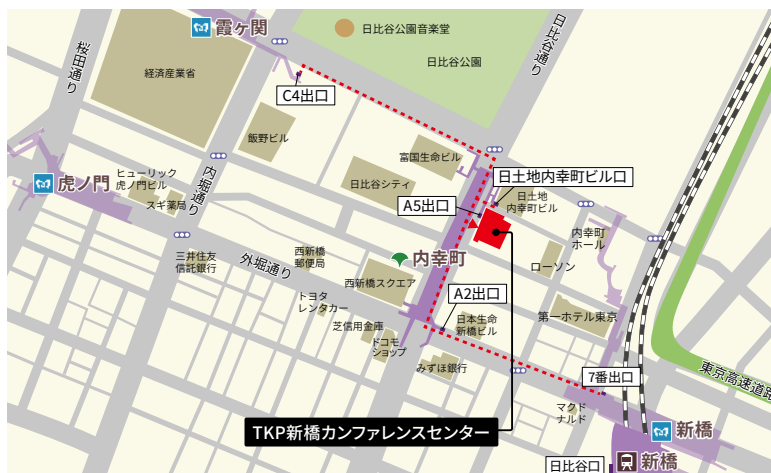 霞ヶ関
日比谷公園音楽堂
日比谷通り
桜田通り
日比谷公園
経済産業省
C4出口
飯野ビル
富国生命ビル
日土地内幸町ビル口
ヒューリック
虎ノ門ビル
虎ノ門
内堀通り
日比谷シティ
日土地
内幸町ビル
スギ薬局
A5出口
内幸町
ホール
三井住友
信託銀行
外堀通り
西新橋
郵便局
内幸町
ローソン
西新橋スクエア
A2出口
トヨタ
レンタカー
芝信用金庫
日本生命
新橋ビル
第一ホテル東京
ドコモ
ショップ
みずほ銀行
7番出口
東京高速道路
マクド
ナルド
TKP新橋カンファレンスセンター
新橋
新橋
日比谷口